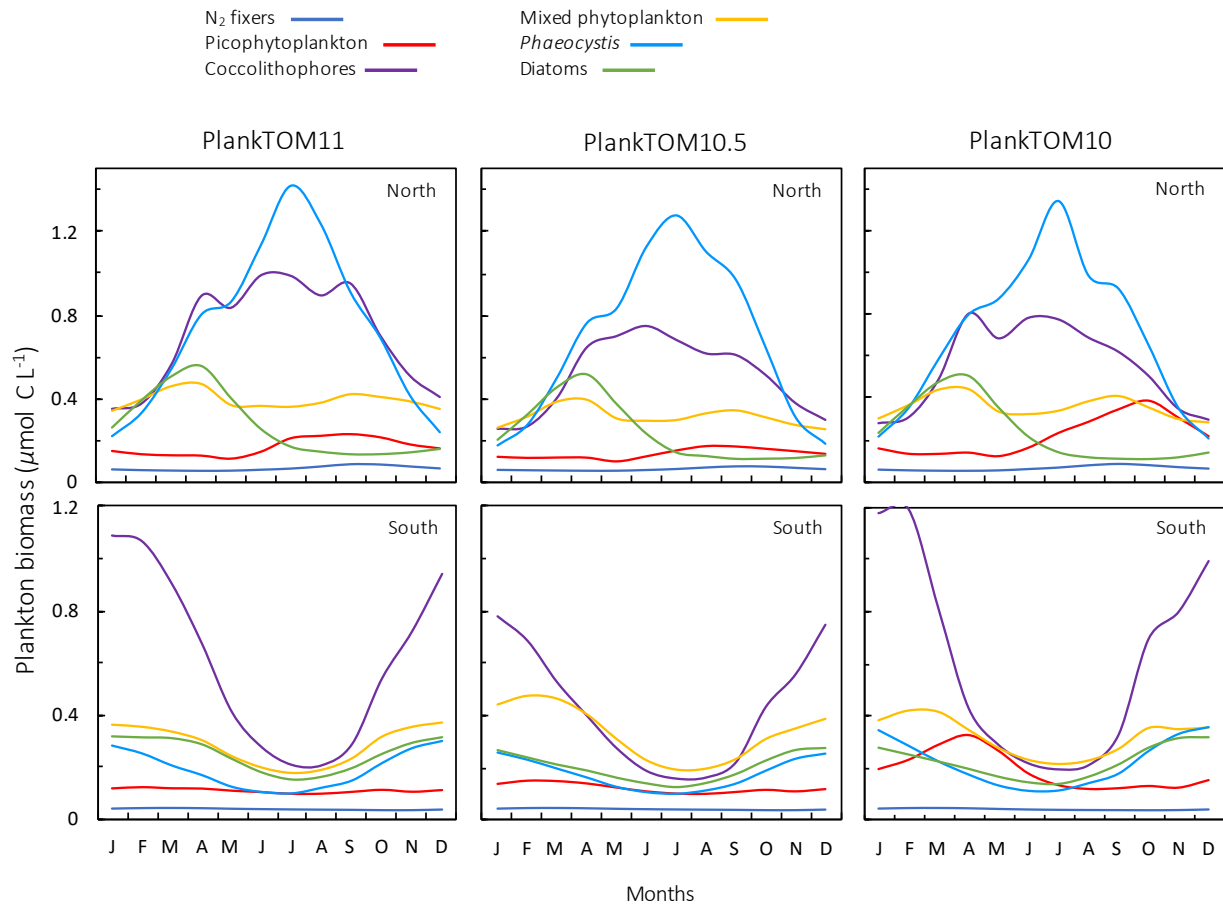 N₂ fixers
Mixed phytoplankton
Picophytoplankton
Phaeocystis
Coccolithophores
Diatoms
PlankTOM11
PlankTOM10.5
PlankTOM10
North
North
North
1.2
0.8
0.4
0
South
South
South
1.2
0.8
0.4
0
Plankton biomass (μmol C L⁻¹)
J F M A M J J A S O N D
J F M A M J J A S O N D
J F M A M J J A S O N D
Months